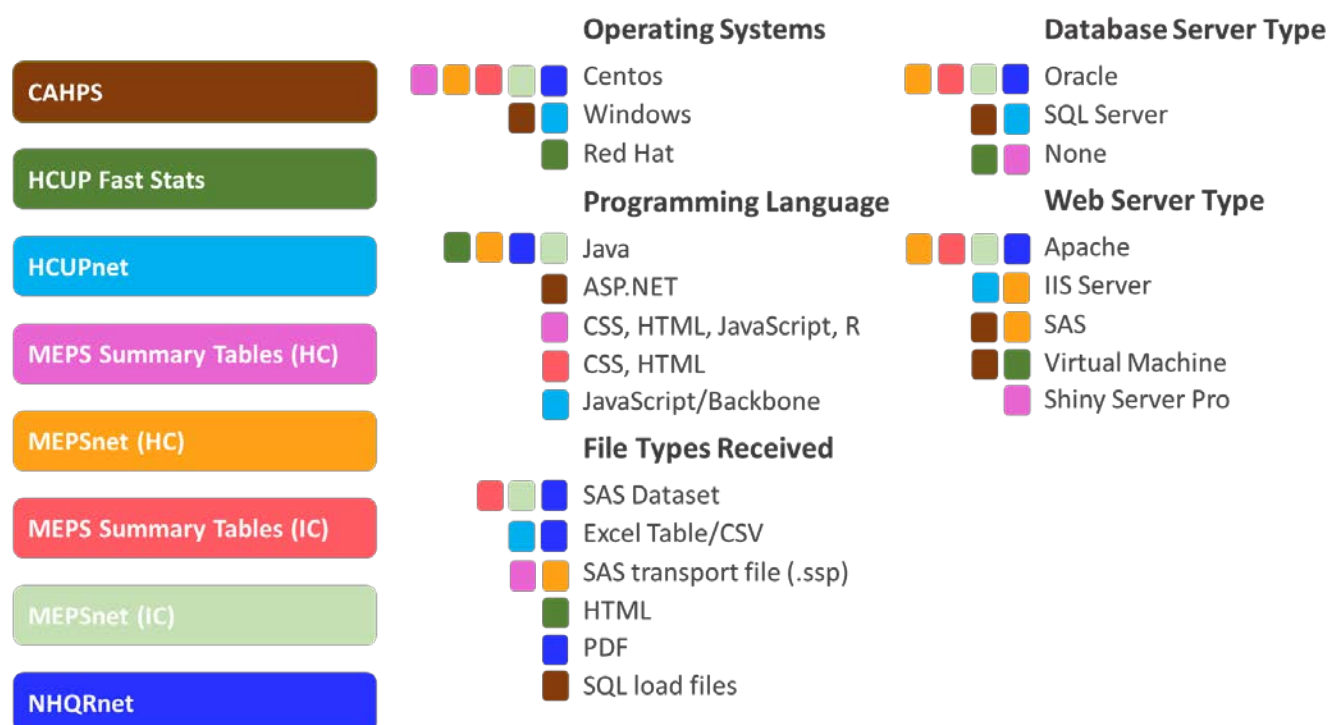 CAHPS
HCUP Fast Stats
HCUPnet
MEPS Summary Tables (HC)
MEPSnet (HC)
MEPS Summary Tables (IC)
MEPSnet (IC)
NHQRnet
Operating Systems
Centos
Windows
Red Hat
Programming Language
Java
ASP.NET
CSS, HTML, JavaScript, R
CSS, HTML
JavaScript/Backbone
File Types Received
SAS Dataset
Excel Table/CSV
SAS transport file (.ssp)
HTML
PDF
SQL load files
Database Server Type
Oracle
SQL Server
None
Web Server Type
Apache
IIS Server
SAS
Virtual Machine
Shiny Server Pro